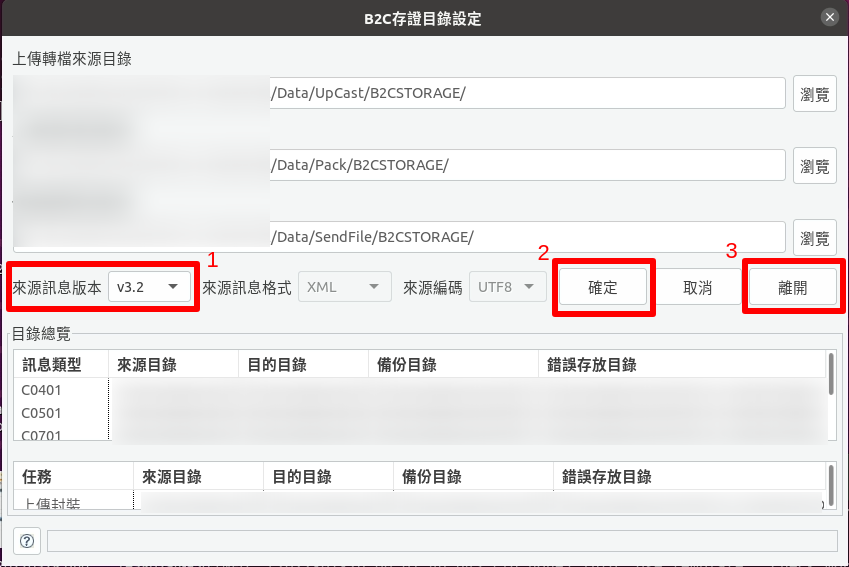 B2C存證目錄設定
上傳轉檔來源目錄
/Data/UpCast/B2CSTORAGE/ 瀏覽
/Data/Pack/B2CSTORAGE/ 瀏覽
/Data/SendFile/B2CSTORAGE/ 瀏覽
1 2 3
來源訊息版本 v3.2 來源訊息格式 XML 來源編碼 UTF8 確定 取消 離開
目錄總覽
訊息類型 來源目錄 目的目錄 備份目錄 錯誤存放目錄
C0401
C0501
C0701
任務 來源目錄 目的目錄 備份目錄 錯誤存放目錄
上傳封裝
?